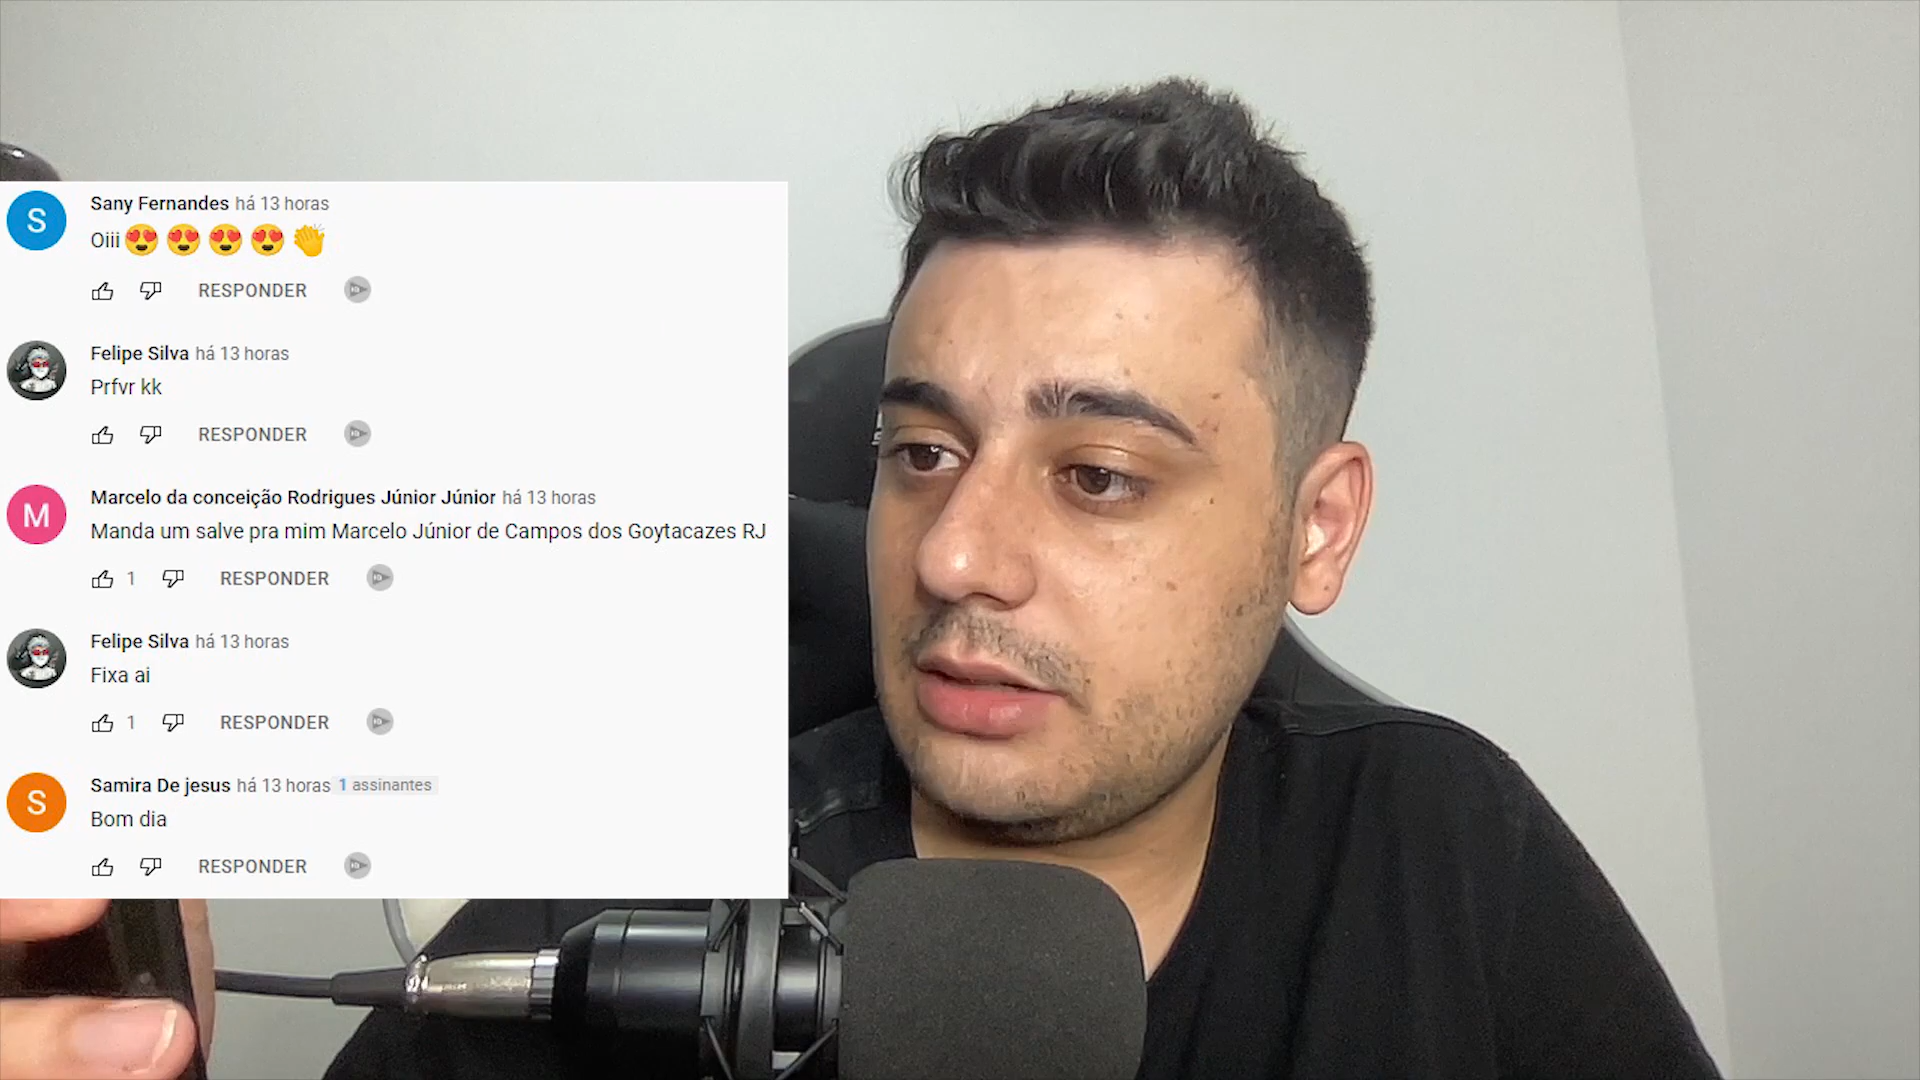 S
Sany Fernandes há 13 horas
Oiii 😍 😍 😍 😍 👏
RESPONDER
Felipe Silva há 13 horas
Prfvr kk
RESPONDER
M
Marcelo da conceição Rodrigues Júnior Júnior há 13 horas
Manda um salve pra mim Marcelo Júnior de Campos dos Goytacazes RJ
1 RESPONDER
Felipe Silva há 13 horas
Fixa ai
1 RESPONDER
S
Samira De jesus há 13 horas 1 assinantes
Bom dia
RESPONDER